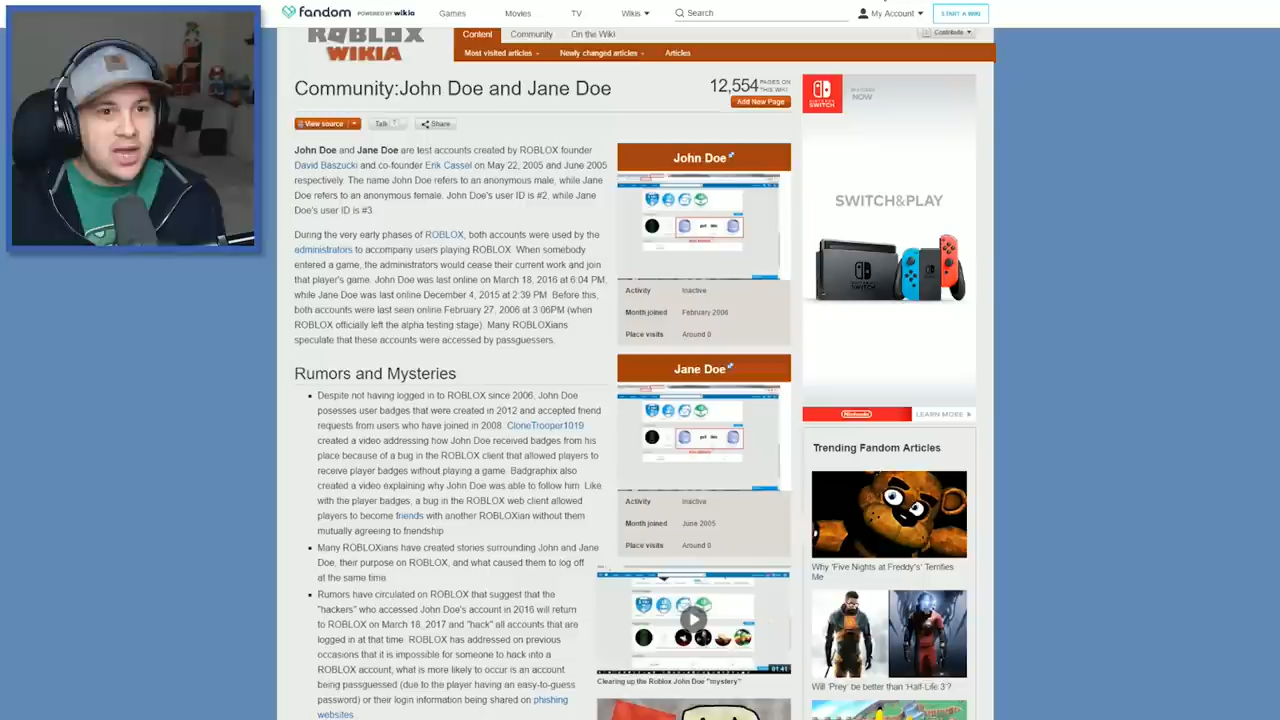 fandom POWERED BY wikia Games Movies TV Wikis Search My Account START A WIKI
ROBLOX
WIKIA
Content Community On the Wiki Contribute
Most visited articles Newly changed articles Articles
Community:John Doe and Jane Doe
12,554 PAGES ON THIS WIKI
Add New Page
View source Talk Share
John Doe and Jane Doe are test accounts created by ROBLOX founder
David Baszucki and co-founder Erik Cassel on May 22, 2005 and June 2005
respectively. The name John Doe refers to an anonymous male, while Jane
Doe refers to an anonymous female. John Doe's user ID is #2, while Jane
Doe's user ID is #3.
During the very early phases of ROBLOX, both accounts were used by the
administrators to accompany users playing ROBLOX. When somebody
entered a game, the administrators would cease their current work and join
that player's game. John Doe was last online on March 18, 2016 at 6:04 PM,
while Jane Doe was last online December 4, 2015 at 2:39 PM. Before this,
both accounts were last seen online February 27, 2006 at 3:06PM (when
ROBLOX officially left the alpha testing stage). Many ROBLOXians
speculate that these accounts were accessed by passguessers.
Rumors and Mysteries
Despite not having logged in to ROBLOX since 2006, John Doe
posesses user badges that were created in 2012 and accepted friend
requests from users who have joined in 2008. CloneTrooper1019
created a video addressing how John Doe received badges from his
place because of a bug in the ROBLOX client that allowed players to
receive player badges without playing a game. Badgraphix also
created a video explaining why John Doe was able to follow him. Like
with the player badges, a bug in the ROBLOX web client allowed
players to become friends with another ROBLOXian without them
mutually agreeing to friendship
Many ROBLOXians have created stories surrounding John and Jane
Doe, their purpose on ROBLOX, and what caused them to log off
at the same time.
Rumors have circulated on ROBLOX that suggest that the
"hackers" who accessed John Doe's account in 2016 will return
to ROBLOX on March 18, 2017 and "hack" all accounts that are
logged in at that time. ROBLOX has addressed on previous
occasions that it is impossible for someone to hack into a
ROBLOX account, what is more likely to occur is an account
being passguessed (due to the player having an easy-to-guess
password) or their login information being shared on phishing
websites
John Doe
Activity Inactive
Month joined February 2006
Place visits Around 0
Jane Doe
Activity Inactive
Month joined June 2005
Place visits Around 0
01:41
Clearing up the Roblox John Doe "mystery"
NINTENDO
SWITCH
NOW
SWITCH&PLAY
Nintendo LEARN MORE
Trending Fandom Articles
Why 'Five Nights at Freddy's' Terrifies
Me
Will 'Prey' be better than 'Half-Life 3'?